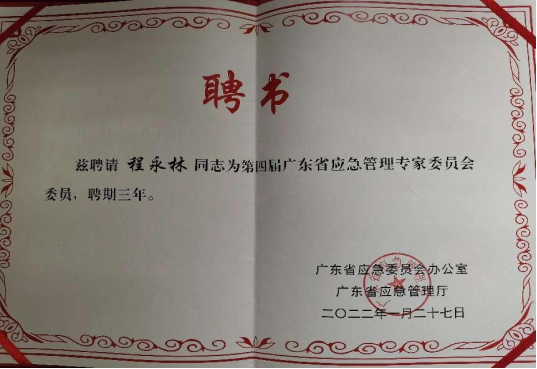 聘书
兹聘请 程永林 同志为第四届广东省应急管理专家委员会
委员，聘期三年。
广东省应急委员会办公室
广东省应急管理厅
二〇二二年一月二十七日